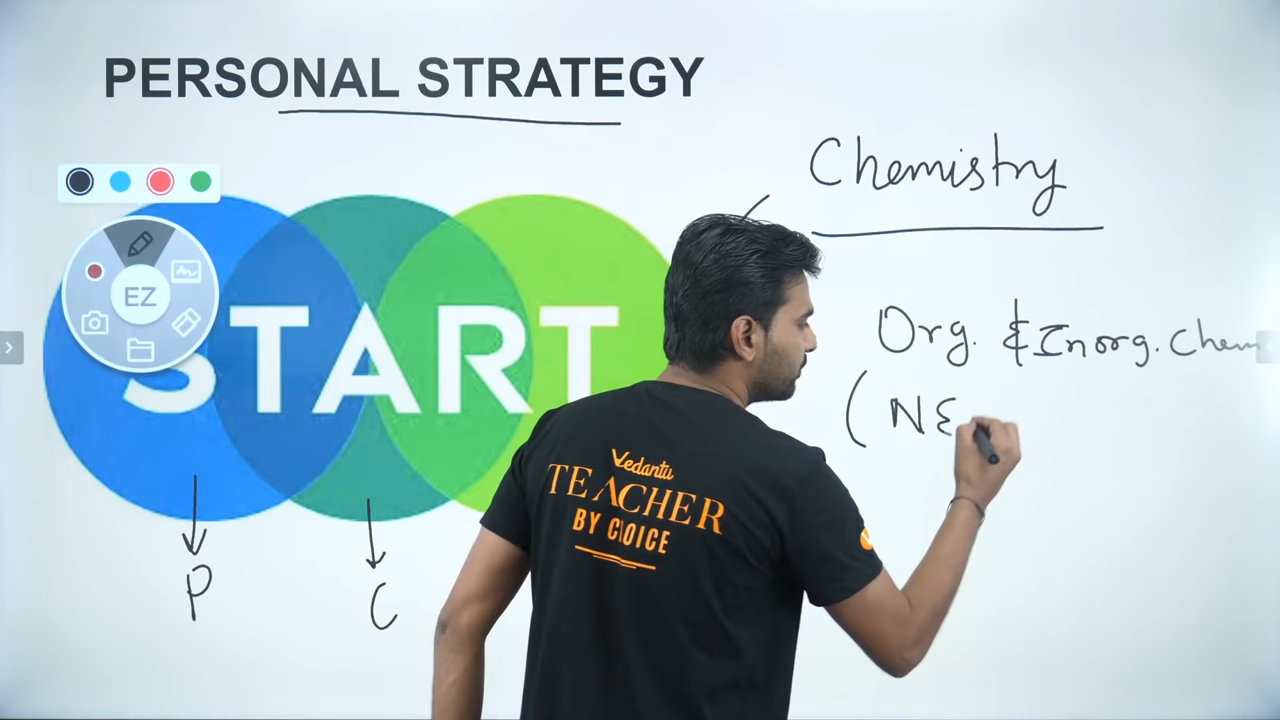 PERSONAL STRATEGY
Chemistry
EZ
START
Org. & Inorg. Chem
(NE
Vedantu
TEACHER
BY CHOICE
P
C